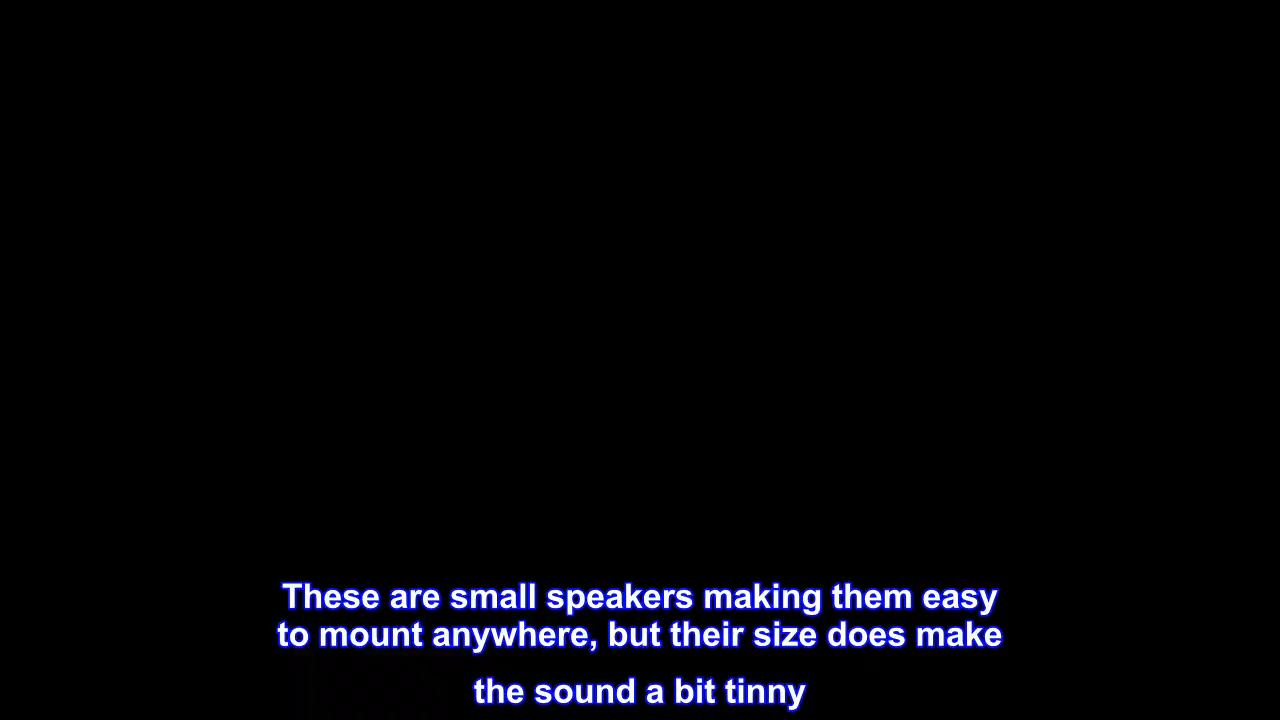 These are small speakers making them easy
to mount anywhere, but their size does make
the sound a bit tinny